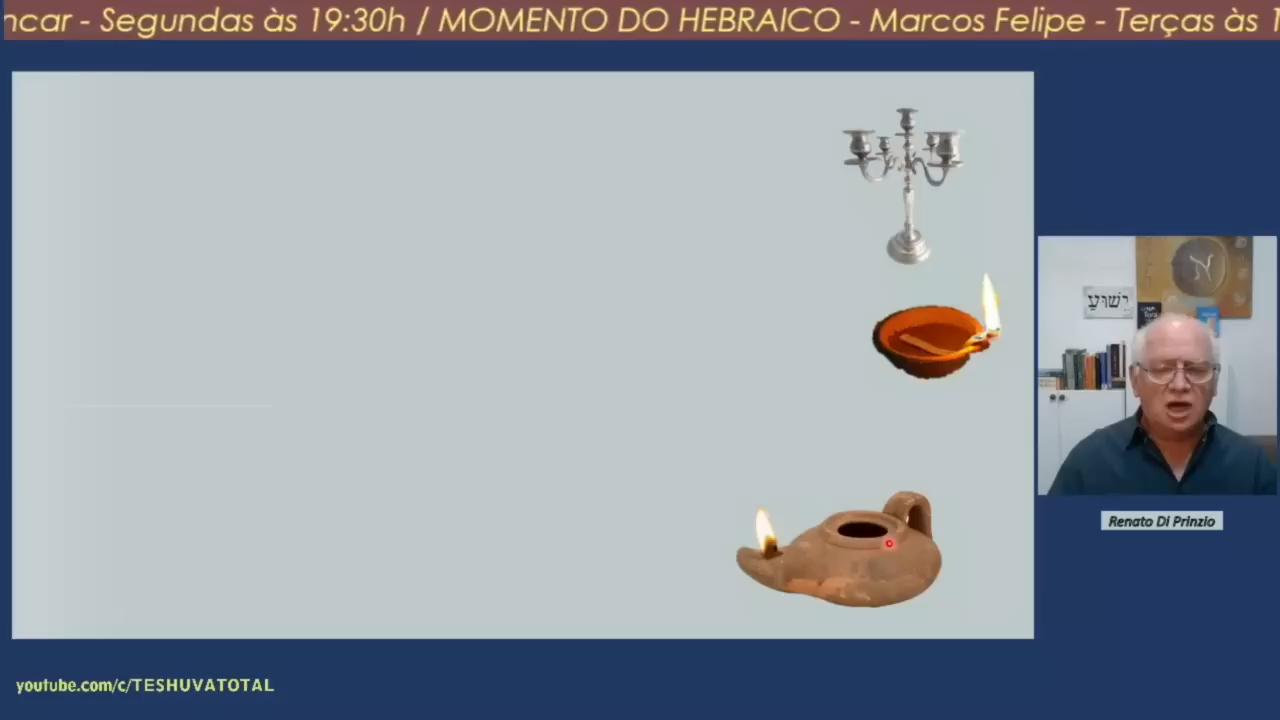 ncar - Segundas às 19:30h / MOMENTO DO HEBRAICO - Marcos Felipe - Terças às 1
ישוע
Renato Di Prinzio
youtube.com/c/TESHUVATOTAL